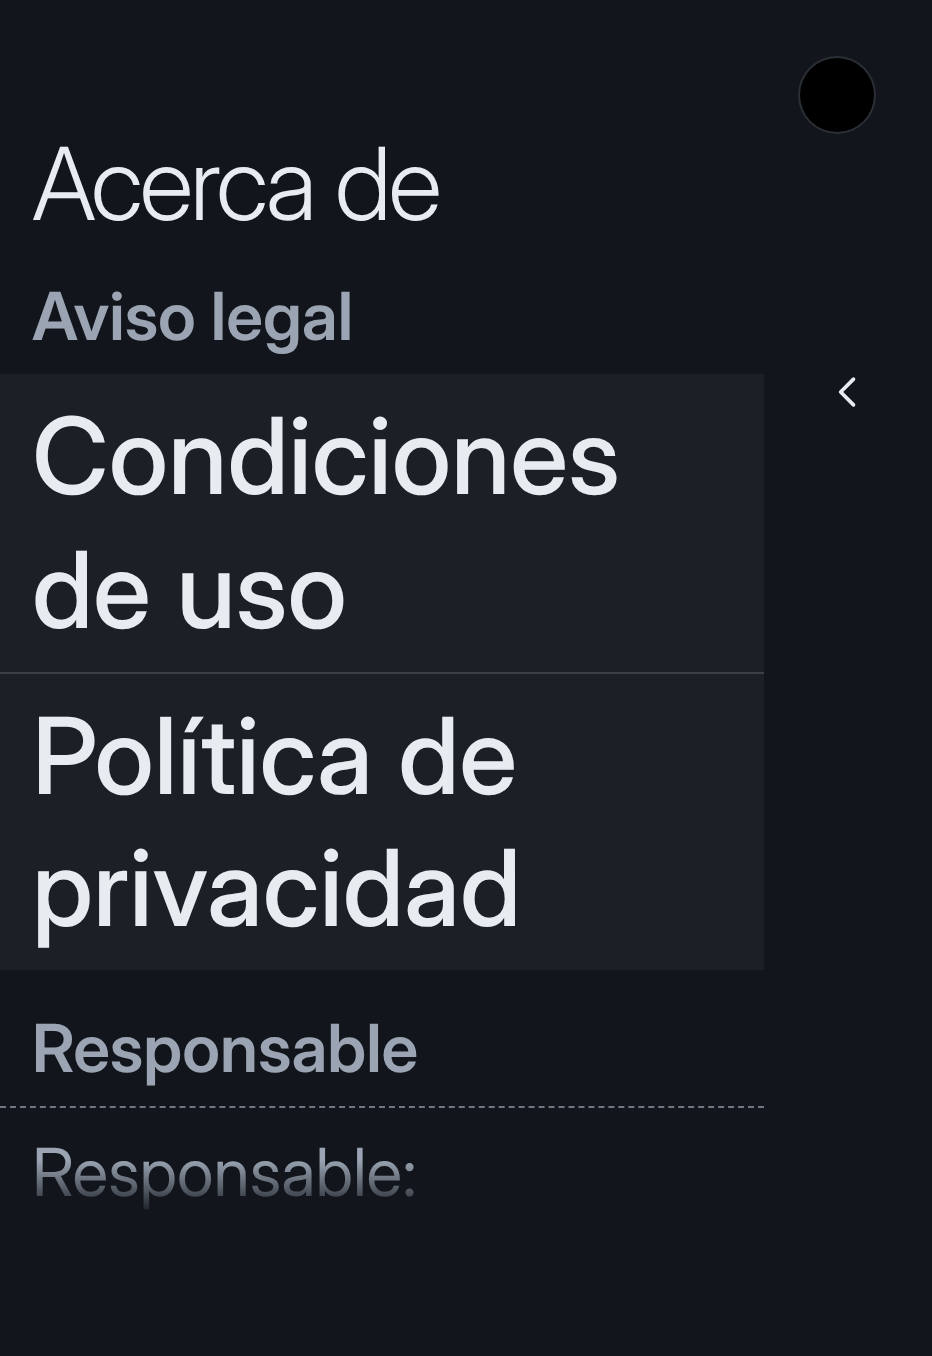 Acerca de
Aviso legal
Condiciones
de uso
Política de
privacidad
Responsable
Responsable: